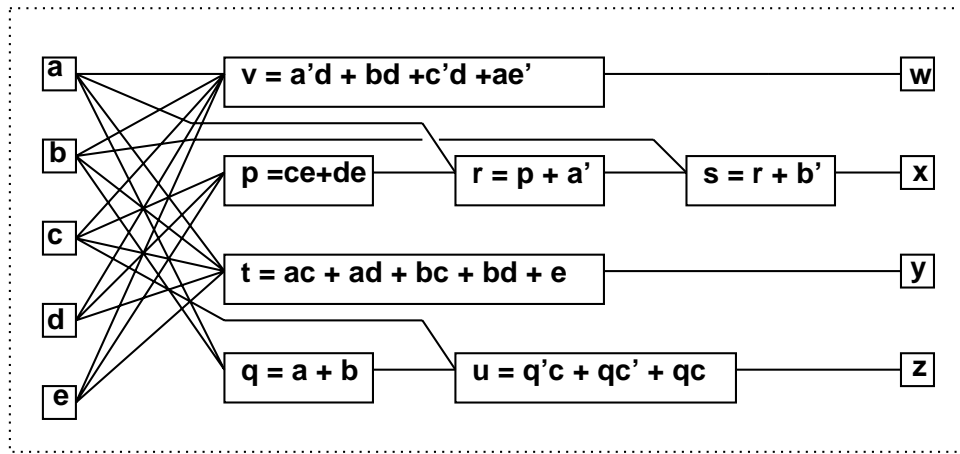 a v = a’d + bd +c’d +ae’ w
b p =ce+de r = p + a’ s = r + b’ x
c t = ac + ad + bc + bd + e y
d
e q = a + b u = q’c + qc’ + qc z